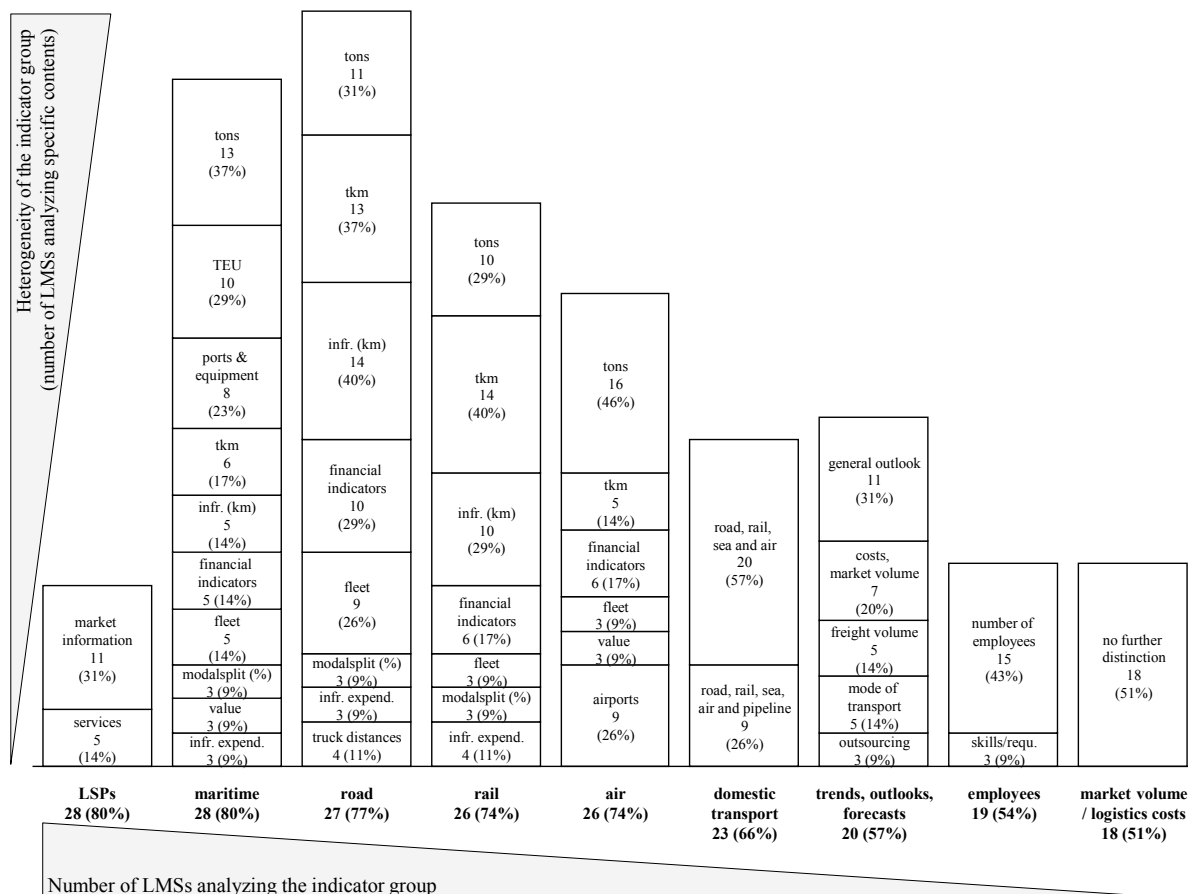 Heterogeneity of the indicator group
(number of LMSs analyzing specific contents)
market
information
11
(31%)
services
5
(14%)
LSPs
28 (80%)
tons
13
(37%)
TEU
10
(29%)
ports &
equipment
8
(23%)
tkm
6
(17%)
infr. (km)
5
(14%)
financial
indicators
5 (14%)
fleet
5
(14%)
modalsplit (%)
3 (9%)
value
3 (9%)
infr. expend.
3 (9%)
maritime
28 (80%)
tons
11
(31%)
tkm
13
(37%)
infr. (km)
14
(40%)
financial
indicators
10
(29%)
fleet
9
(26%)
modalsplit (%)
3 (9%)
infr. expend.
3 (9%)
truck distances
4 (11%)
road
27 (77%)
tons
10
(29%)
tkm
14
(40%)
infr. (km)
10
(29%)
financial
indicators
6 (17%)
fleet
3 (9%)
modalsplit (%)
3 (9%)
infr. expend.
4 (11%)
rail
26 (74%)
tons
16
(46%)
tkm
5
(14%)
financial
indicators
6 (17%)
fleet
3 (9%)
value
3 (9%)
airports
9
(26%)
air
26 (74%)
road, rail,
sea and air
20
(57%)
road, rail, sea,
air and pipeline
9
(26%)
domestic
transport
23 (66%)
general outlook
11
(31%)
costs,
market volume
7
(20%)
freight volume
5
(14%)
mode of
transport
5 (14%)
outsourcing
3 (9%)
trends, outlooks,
forecasts
20 (57%)
number of
employees
15
(43%)
skills/requ.
3 (9%)
employees
19 (54%)
no further
distinction
18
(51%)
market volume
/ logistics costs
18 (51%)
Number of LMSs analyzing the indicator group